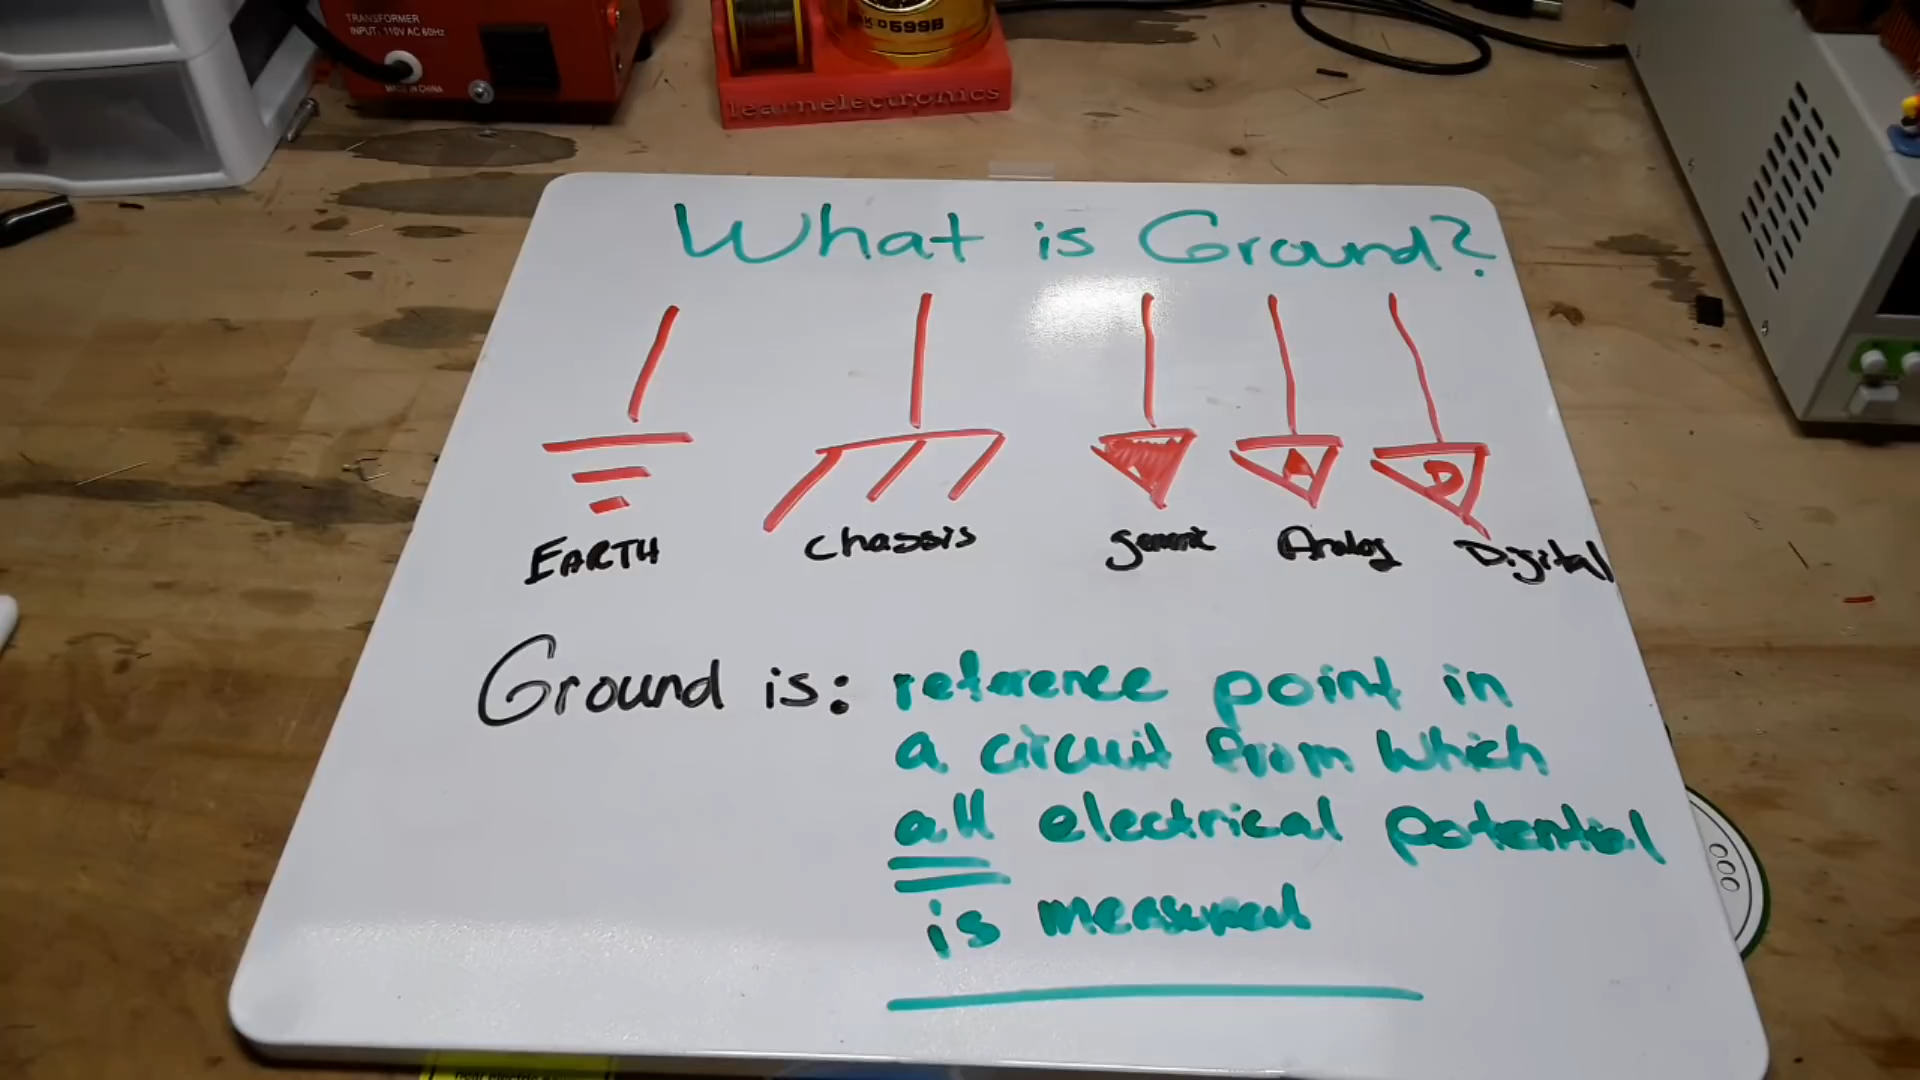 TRANSFORMER
INPUT: 110V AC 60Hz
MADE IN CHINA
599B
learnelectronics
What is Ground?
A D
EARTH chassis generic Analog Digital
Ground is: reference point in
a circuit from which
all electrical potential
is measured